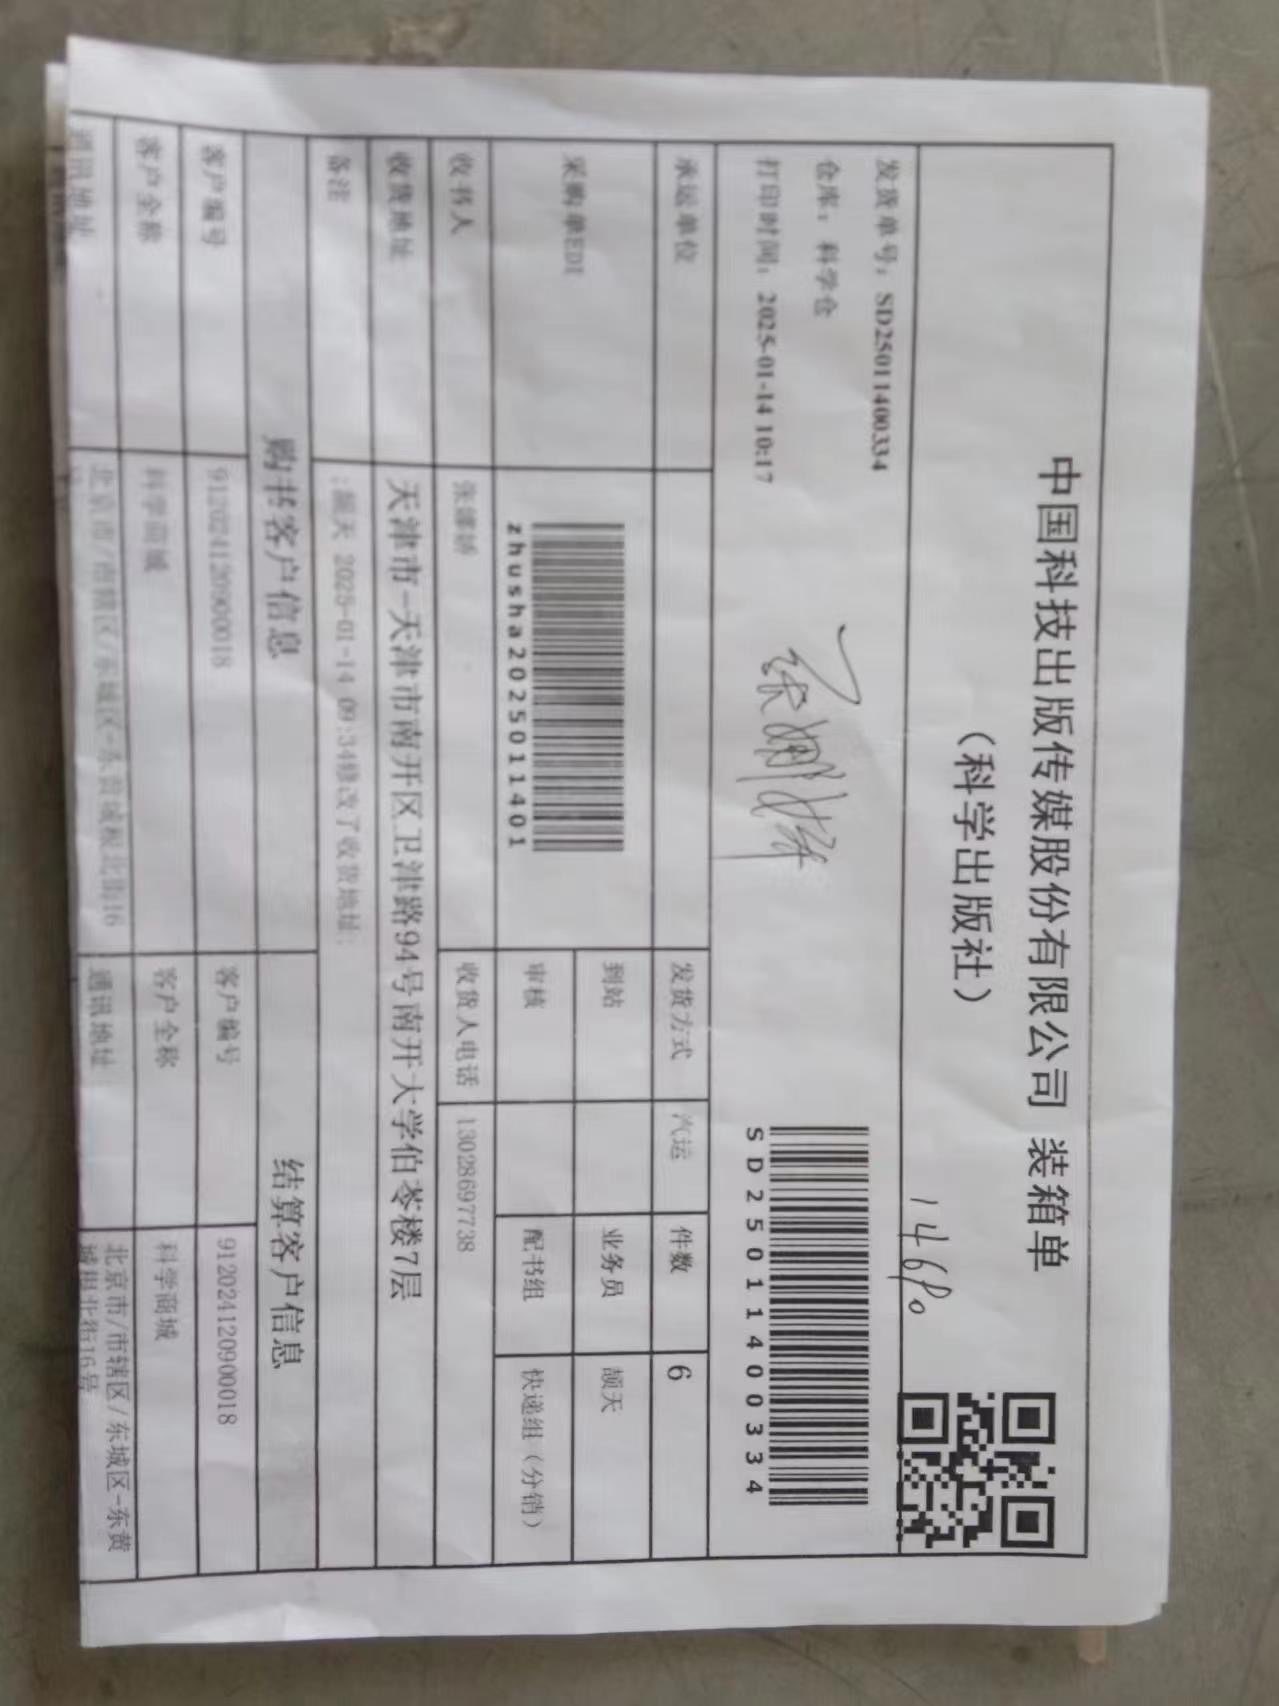 中国科技出版传媒股份有限公司 装箱单
（科学出版社）
146
发货单号：SD25011400334
仓库：科学仓
打印时间：2025-01-14 10:17
SD25011400334
承运单位 发货方式 汽运 件数 6
采购单EDI
zhusha2025011401
到站 业务员 颉天
审核 配书组 快递组（分销）
收书人 张娜娇 收货人电话 13028697738
收货地址 天津市-天津市南开区卫津路94号南开大学伯苓楼7层
备注 :颉天 2025-01-14 09:34修改了收货地址;
购书客户信息 结算客户信息
客户编号 912024120900018 客户编号 912024120900018
客户全称 科学商城 客户全称 科学商城
通讯地址 北京市/市辖区/东城区-东黄城根北街16 通讯地址 北京市/市辖区/东城区-东黄
城根北街16号